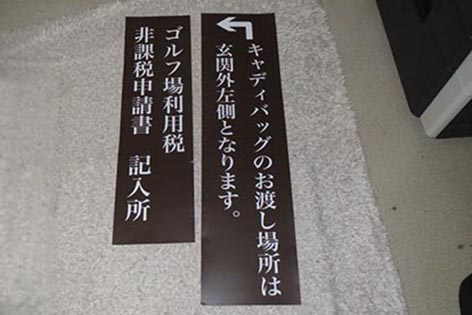 キャディバッグのお渡し場所は
玄関外左側となります。
ゴルフ場利用税
非課税申請書 記入所